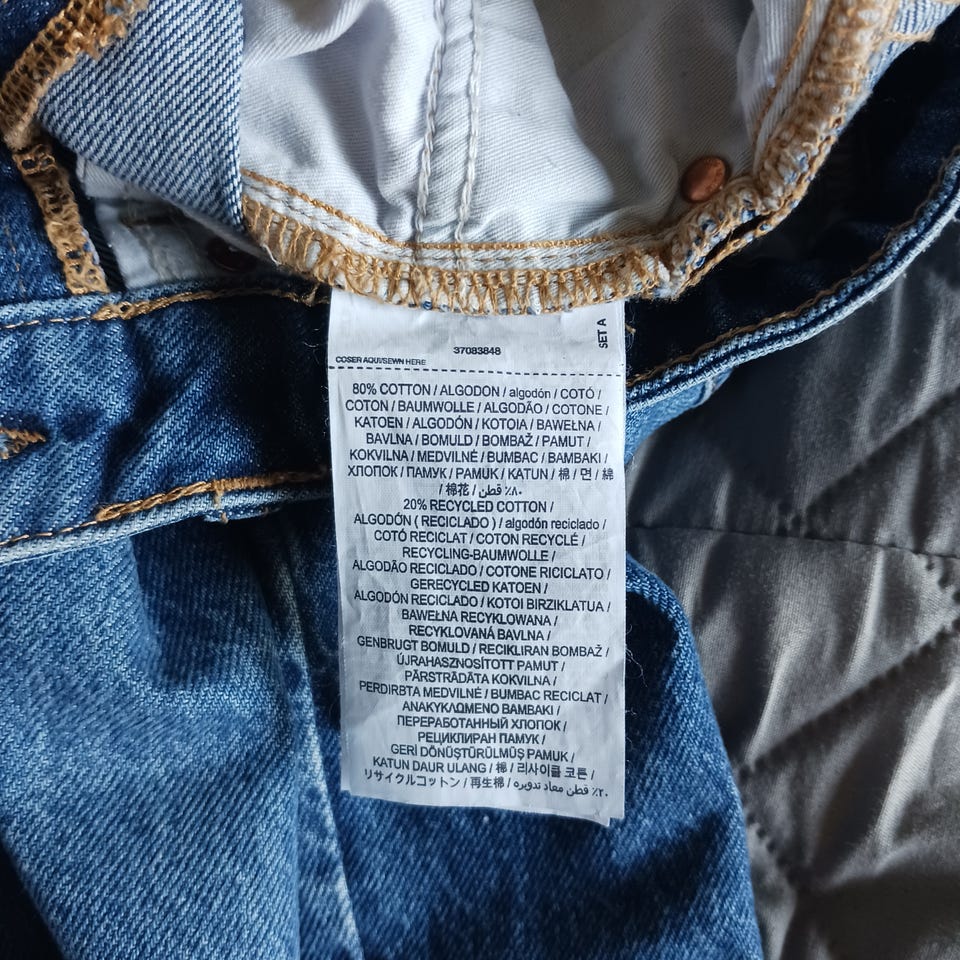 SET A
37083848
COSER AQUI/SEWN HERE
80% COTTON / ALGODON / algodón / COTÓ /
COTON / BAUMWOLLE / ALGODÃO / COTONE /
KATOEN / ALGODÓN / KOTOIA / BAWEŁNA /
BAVLNA / BOMULD / BOMBAŽ / PAMUT /
KOKVILNA / MEDVILNĖ / BUMBAC / BAMBAKI /
ХЛОПОК / ПАМУК / PAMUK / KATUN / 棉 / 면 / 綿
/ 棉花 / ٨٠٪ قطن
20% RECYCLED COTTON /
ALGODÓN ( RECICLADO ) / algodón reciclado /
COTÓ RECICLAT / COTON RECYCLÉ /
RECYCLING-BAUMWOLLE /
ALGODÃO RECICLADO / COTONE RICICLATO /
GERECYCLED KATOEN /
ALGODÓN RECICLADO / KOTOI BIRZIKLATUA /
BAWEŁNA RECYKLOWANA /
RECYKLOVANÁ BAVLNA /
GENBRUGT BOMULD / RECIKLIRAN BOMBAŽ /
ÚJRAHASZNOSÍTOTT PAMUT /
PĀRSTRĀDĀTA KOKVILNA /
PERDIRBTA MEDVILNĖ / BUMBAC RECICLAT /
ΑΝΑΚΥΚΛΩΜΕΝΟ ΒΑΜΒΑΚΙ /
ПЕРЕРАБОТАННЫЙ ХЛОПОК /
РЕЦИКЛИРАН ПАМУК /
GERİ DÖNÜŞTÜRÜLMÜŞ PAMUK /
KATUN DAUR ULANG / 棉 / 리사이클 코튼 /
リサイクルコットン / 再生棉 / ٢٠٪ قطن معاد تدويره